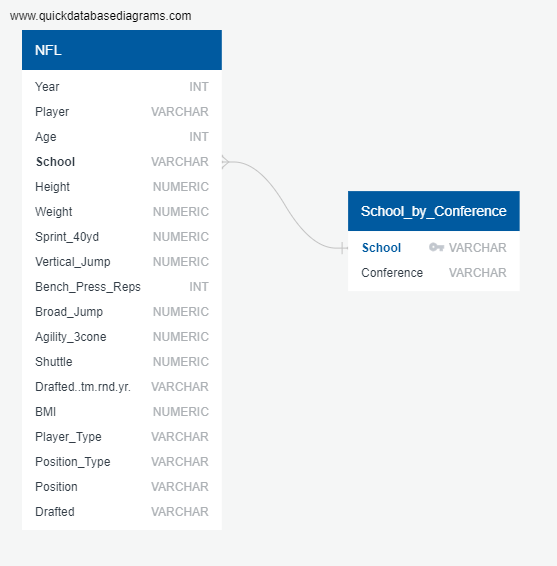 www.quickdatabasediagrams.com
NFL
Year INT
Player VARCHAR
Age INT
School VARCHAR
Height NUMERIC
Weight NUMERIC
Sprint_40yd NUMERIC
Vertical_Jump NUMERIC
Bench_Press_Reps INT
Broad_Jump NUMERIC
Agility_3cone NUMERIC
Shuttle NUMERIC
Drafted..tm.rnd.yr. VARCHAR
BMI NUMERIC
Player_Type VARCHAR
Position_Type VARCHAR
Position VARCHAR
Drafted VARCHAR
School_by_Conference
School VARCHAR
Conference VARCHAR